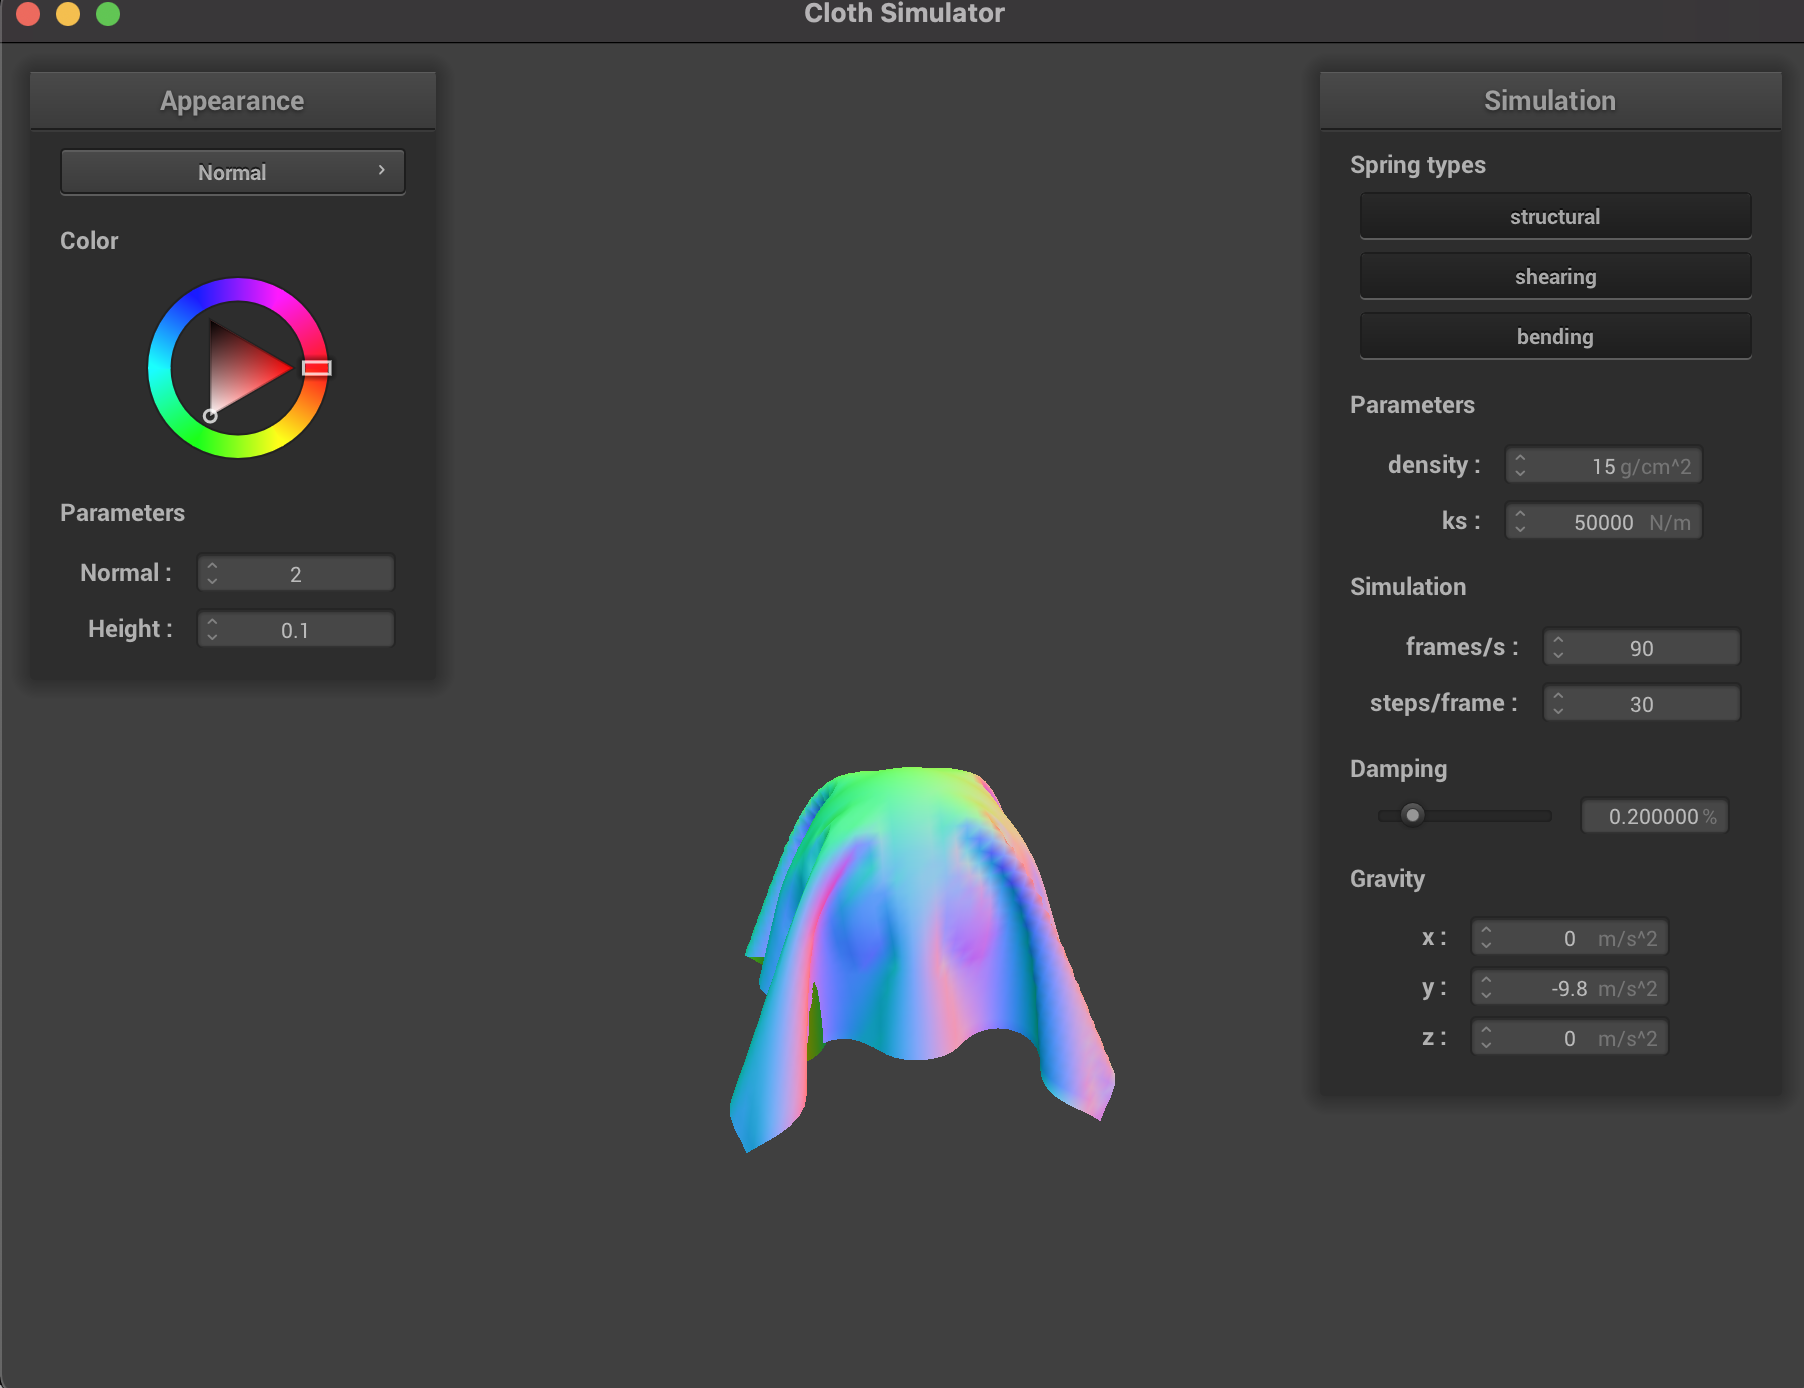 Cloth Simulator
Appearance
Normal
Color
Parameters
Normal :
2
Height :
0.1
Simulation
Spring types
structural
shearing
bending
Parameters
density :
15 g/cm^2
ks :
50000 N/m
Simulation
frames/s :
90
steps/frame :
30
Damping
0.200000 %
Gravity
x :
0 m/s^2
y :
-9.8 m/s^2
z :
0 m/s^2